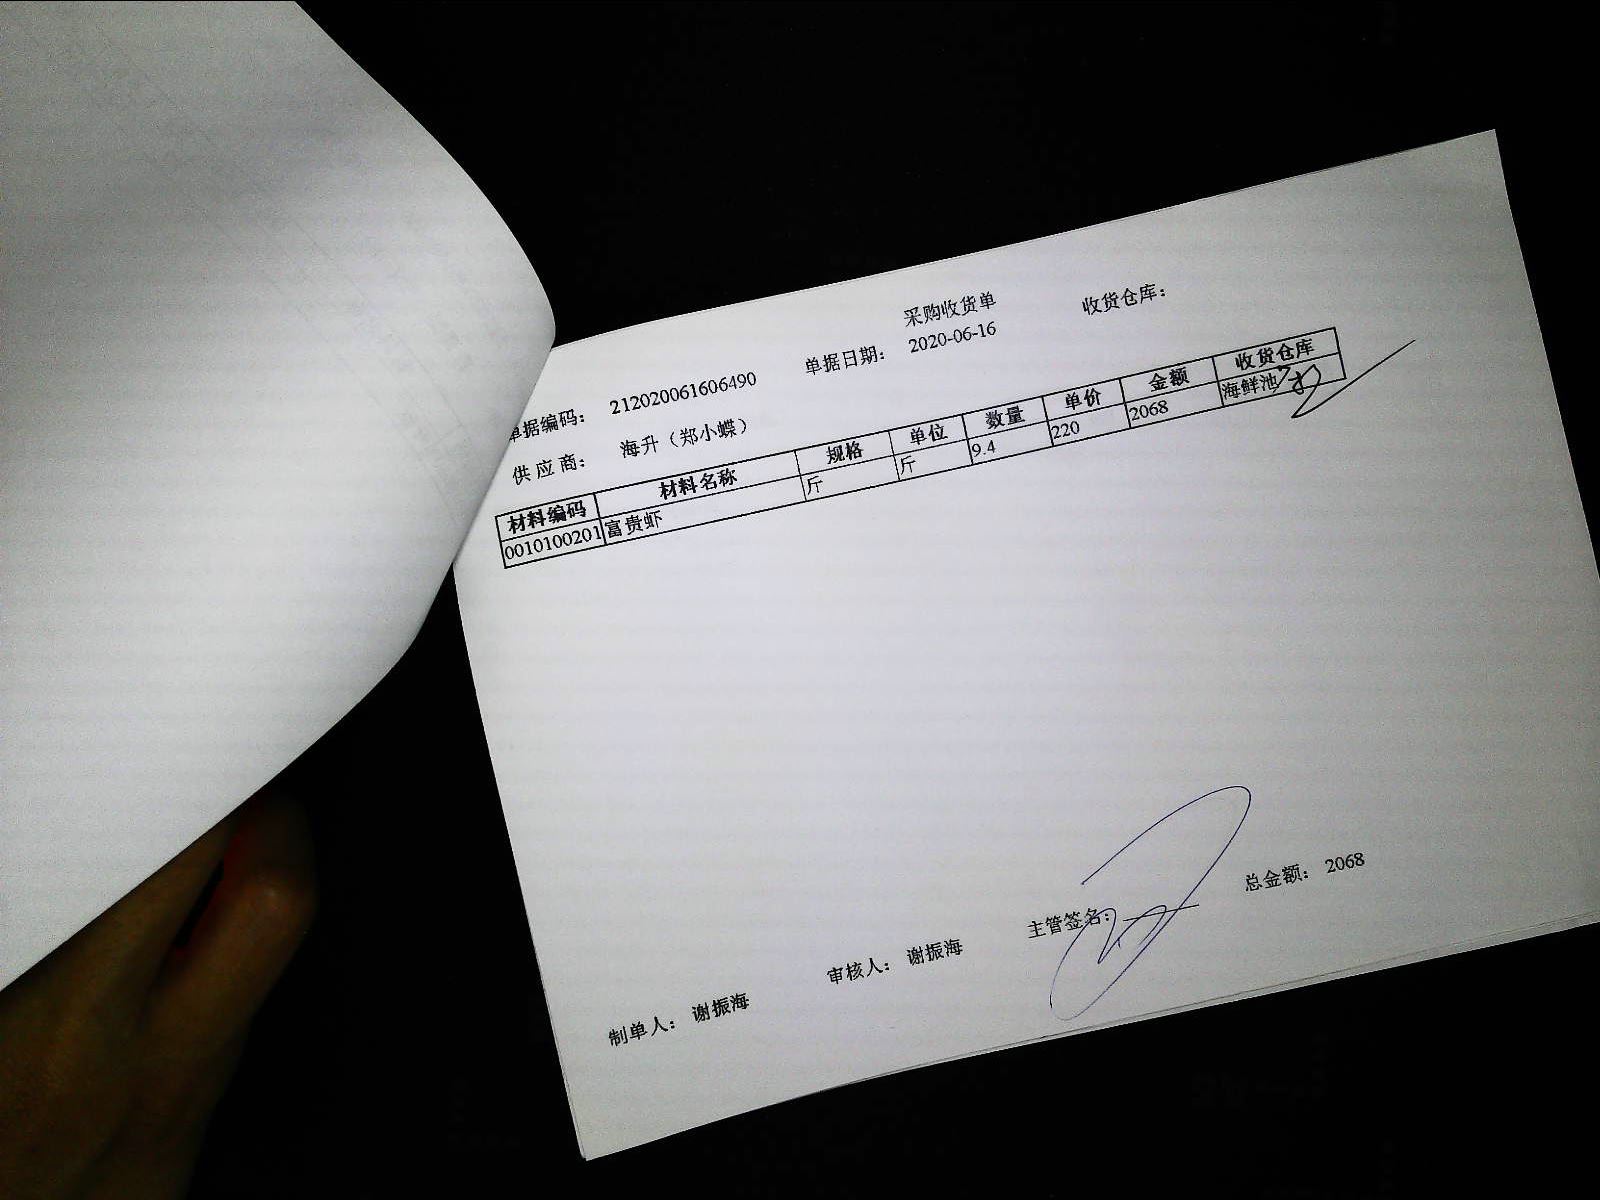 采购收货单
收货仓库：
单据编码： 212020061606490 单据日期： 2020-06-16
供应商： 海升（郑小蝶）
材料编码 材料名称 规格 单位 数量 单价 金额 收货仓库
0010100201 富贵虾 斤 斤 9.4 220 2068 海鲜池
制单人： 谢振海 审核人： 谢振海 主管签名： 总金额： 2068